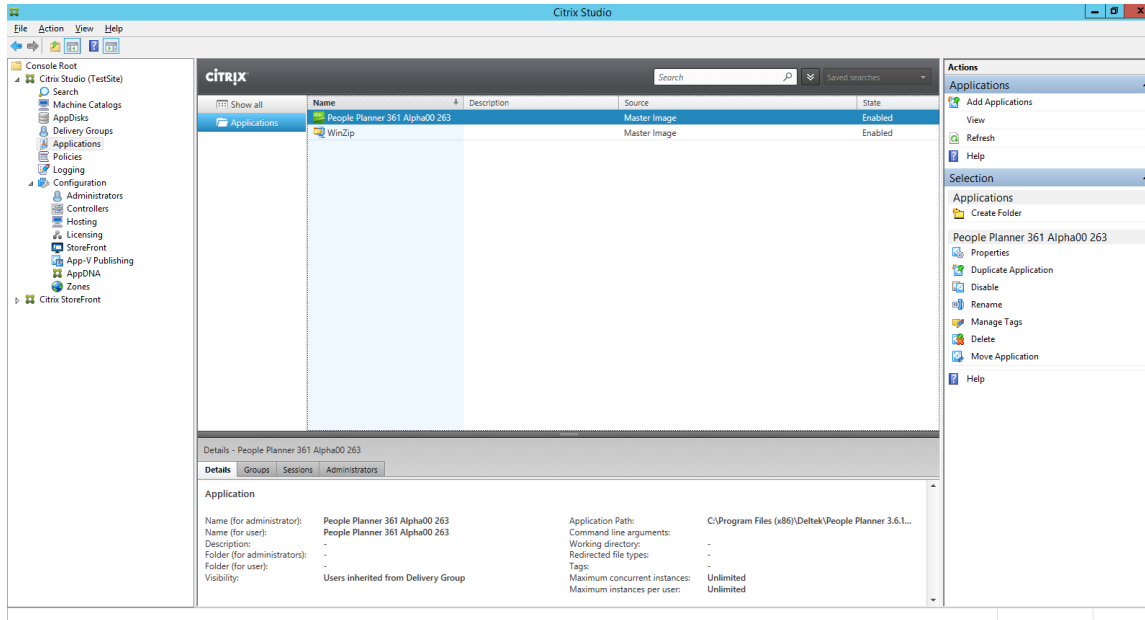 Citrix Studio
File Action View Help
Console Root
Citrix Studio (TestSite)
Search
Machine Catalogs
AppDisks
Delivery Groups
Applications
Policies
Logging
Configuration
Administrators
Controllers
Hosting
Licensing
StoreFront
App-V Publishing
AppDNA
Zones
Citrix StoreFront
CİTRIX
Search
Saved searches
Show all
Applications
Name Description Source State
People Planner 361 Alpha00 263 Master Image Enabled
WinZip Master Image Enabled
Details - People Planner 361 Alpha00 263
Details Groups Sessions Administrators
Application
Name (for administrator): People Planner 361 Alpha00 263
Name (for user): People Planner 361 Alpha00 263
Description: -
Folder (for administrators): -
Folder (for user): -
Visibility: Users inherited from Delivery Group
Application Path: C:\Program Files (x86)\Deltek\People Planner 3.6.1...
Command line arguments:
Working directory: -
Redirected file types: -
Tags: -
Maximum concurrent instances: Unlimited
Maximum instances per user: Unlimited
Actions
Applications
Add Applications
View
Refresh
Help
Selection
Applications
Create Folder
People Planner 361 Alpha00 263
Properties
Duplicate Application
Disable
Rename
Manage Tags
Delete
Move Application
Help